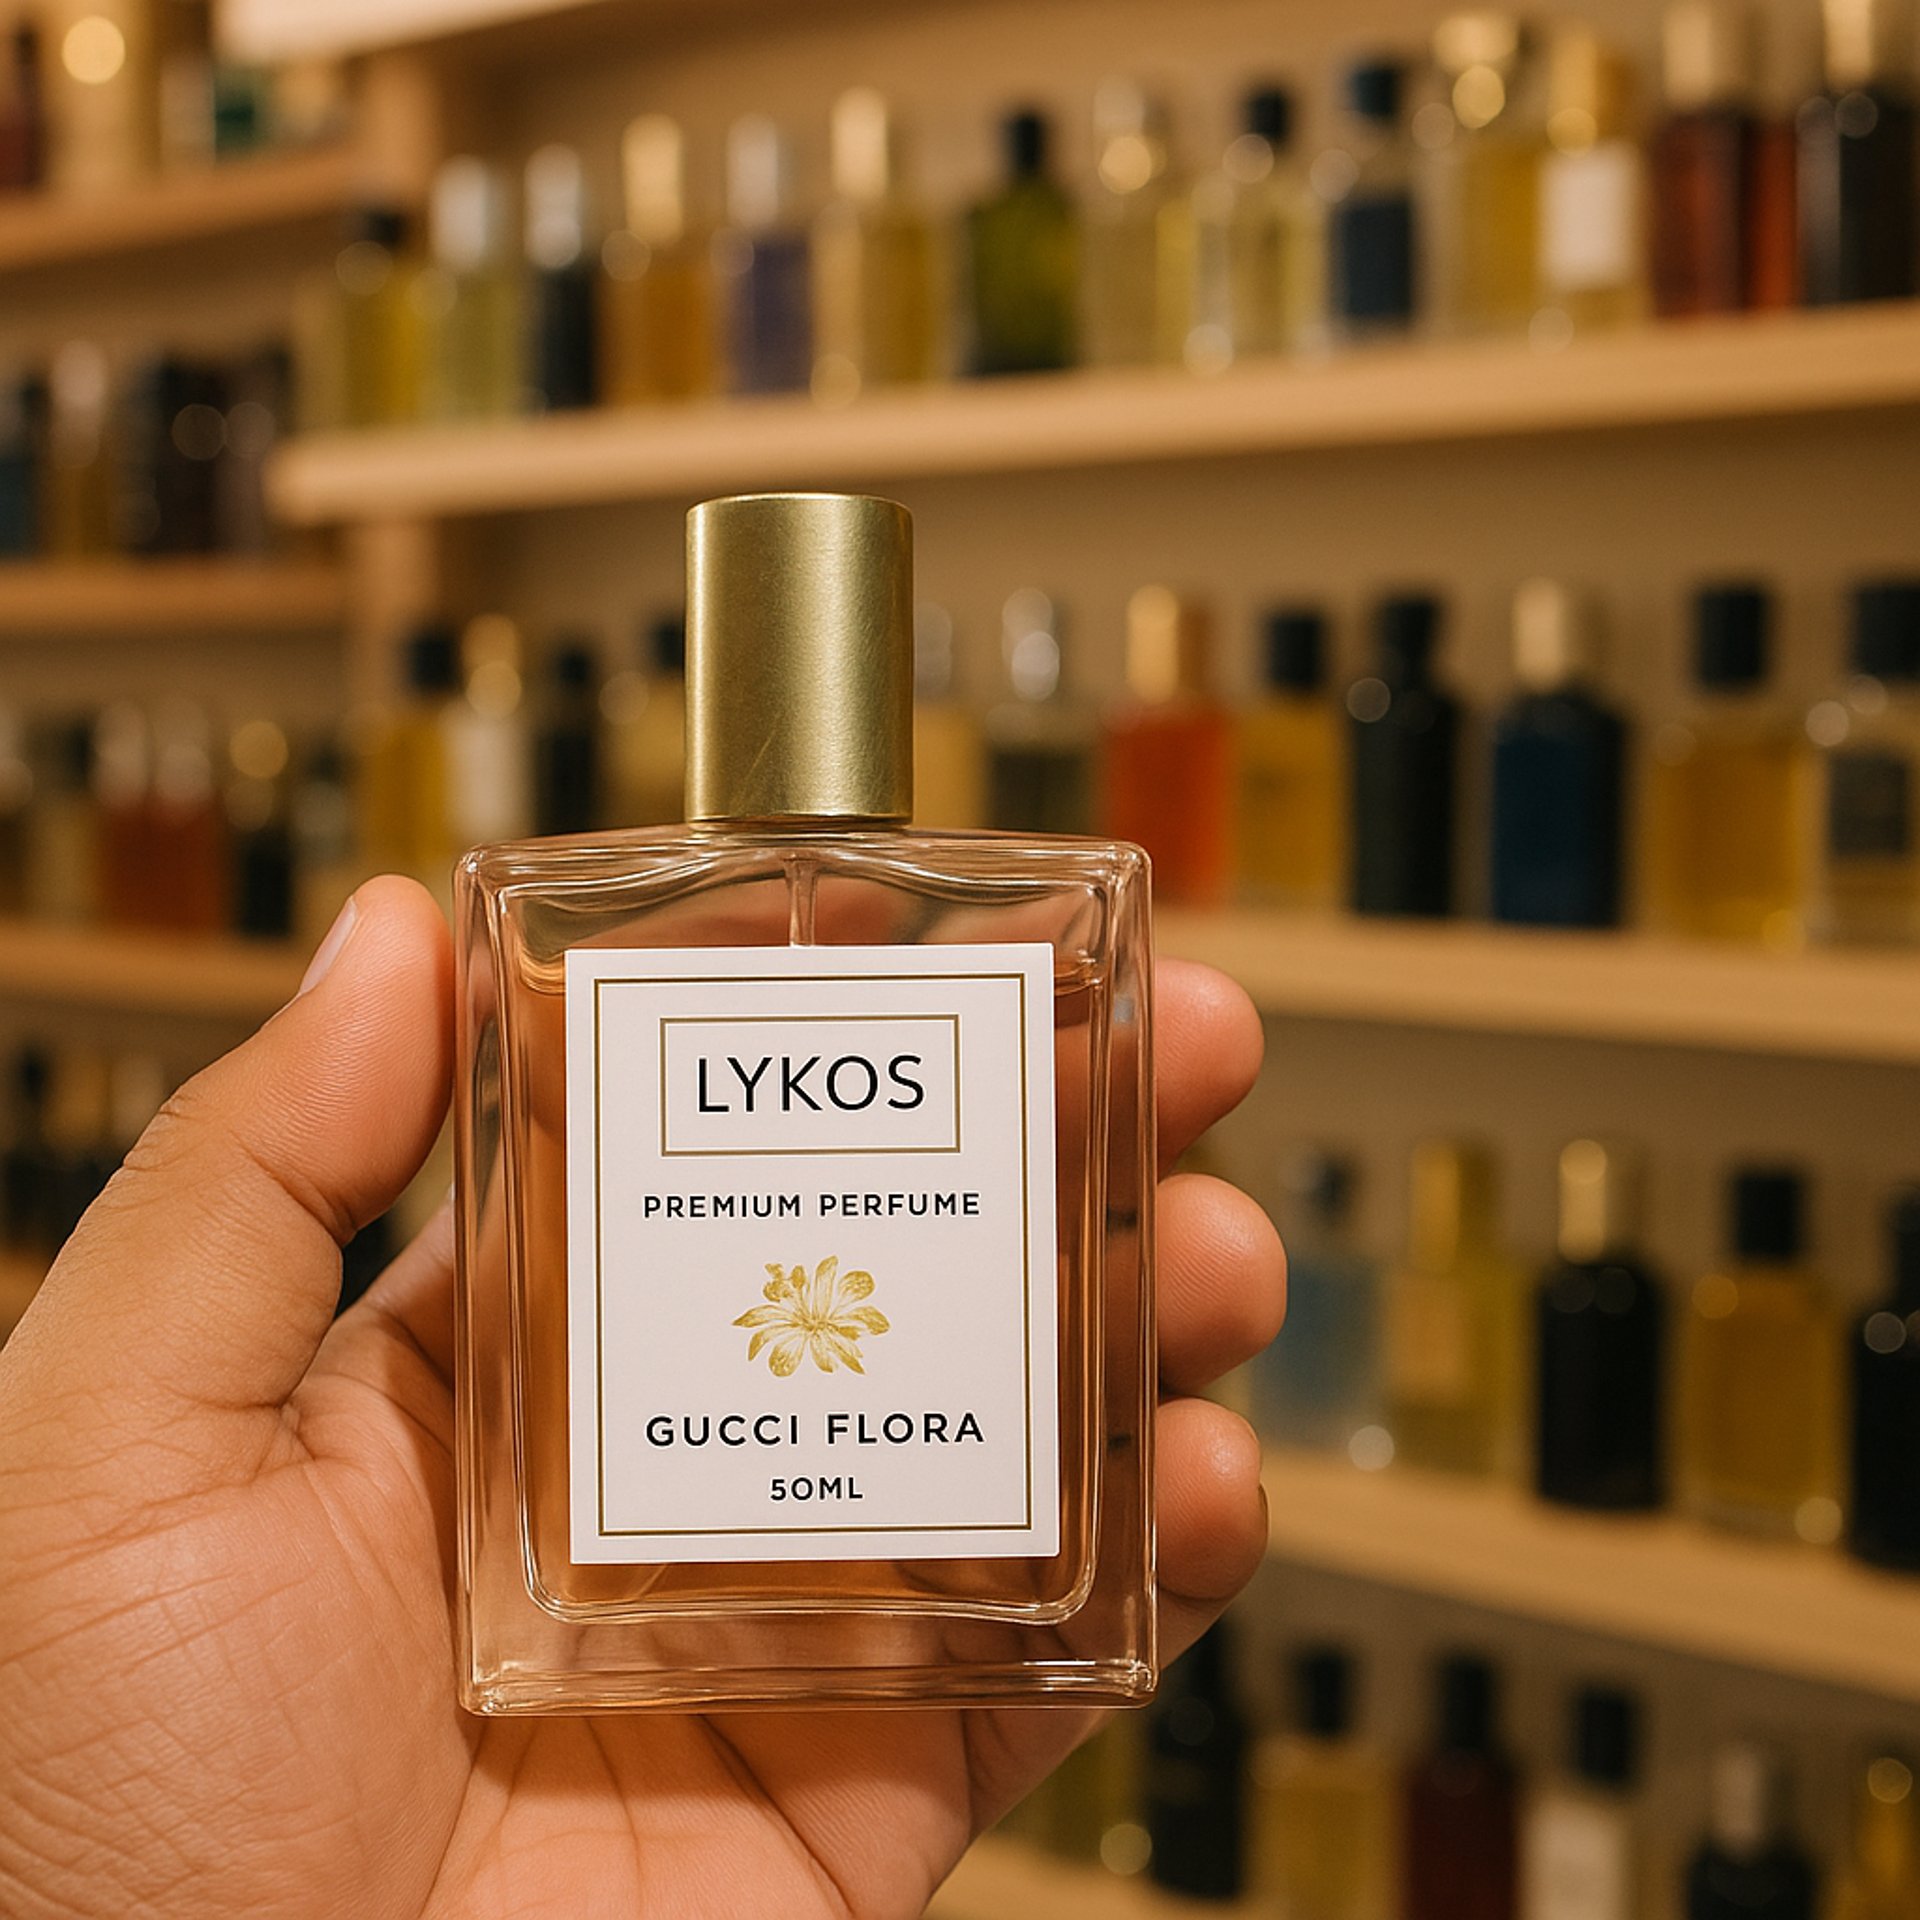 LYKOS
PREMIUM PERFUME
GUCCI FLORA
50ML